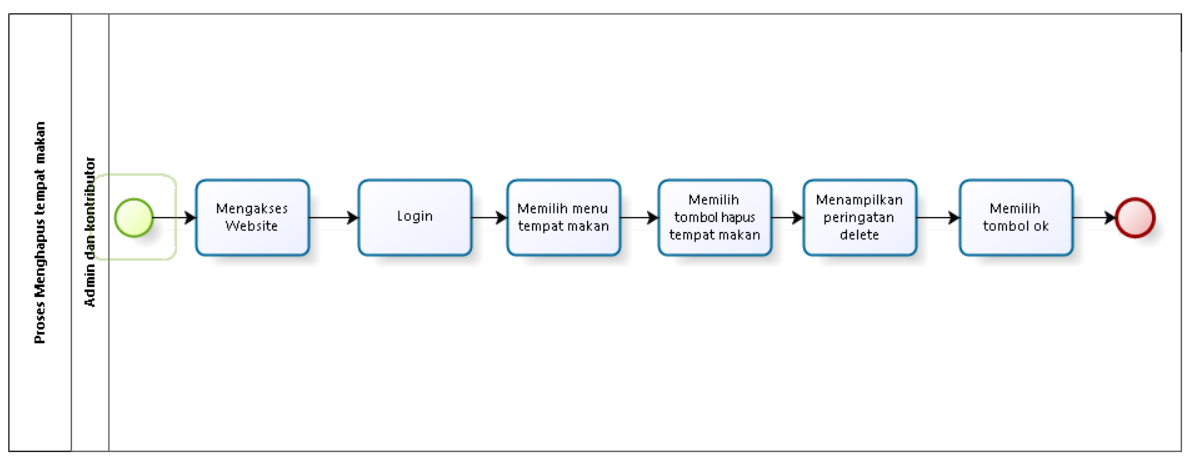 Proses Menghapus tempat makan
Admin dan kontributor
Mengakses
Website
Login
Memilih menu
tempat makan
Memilih
tombol hapus
tempat makan
Menampilkan
peringatan
delete
Memilih
tombol ok